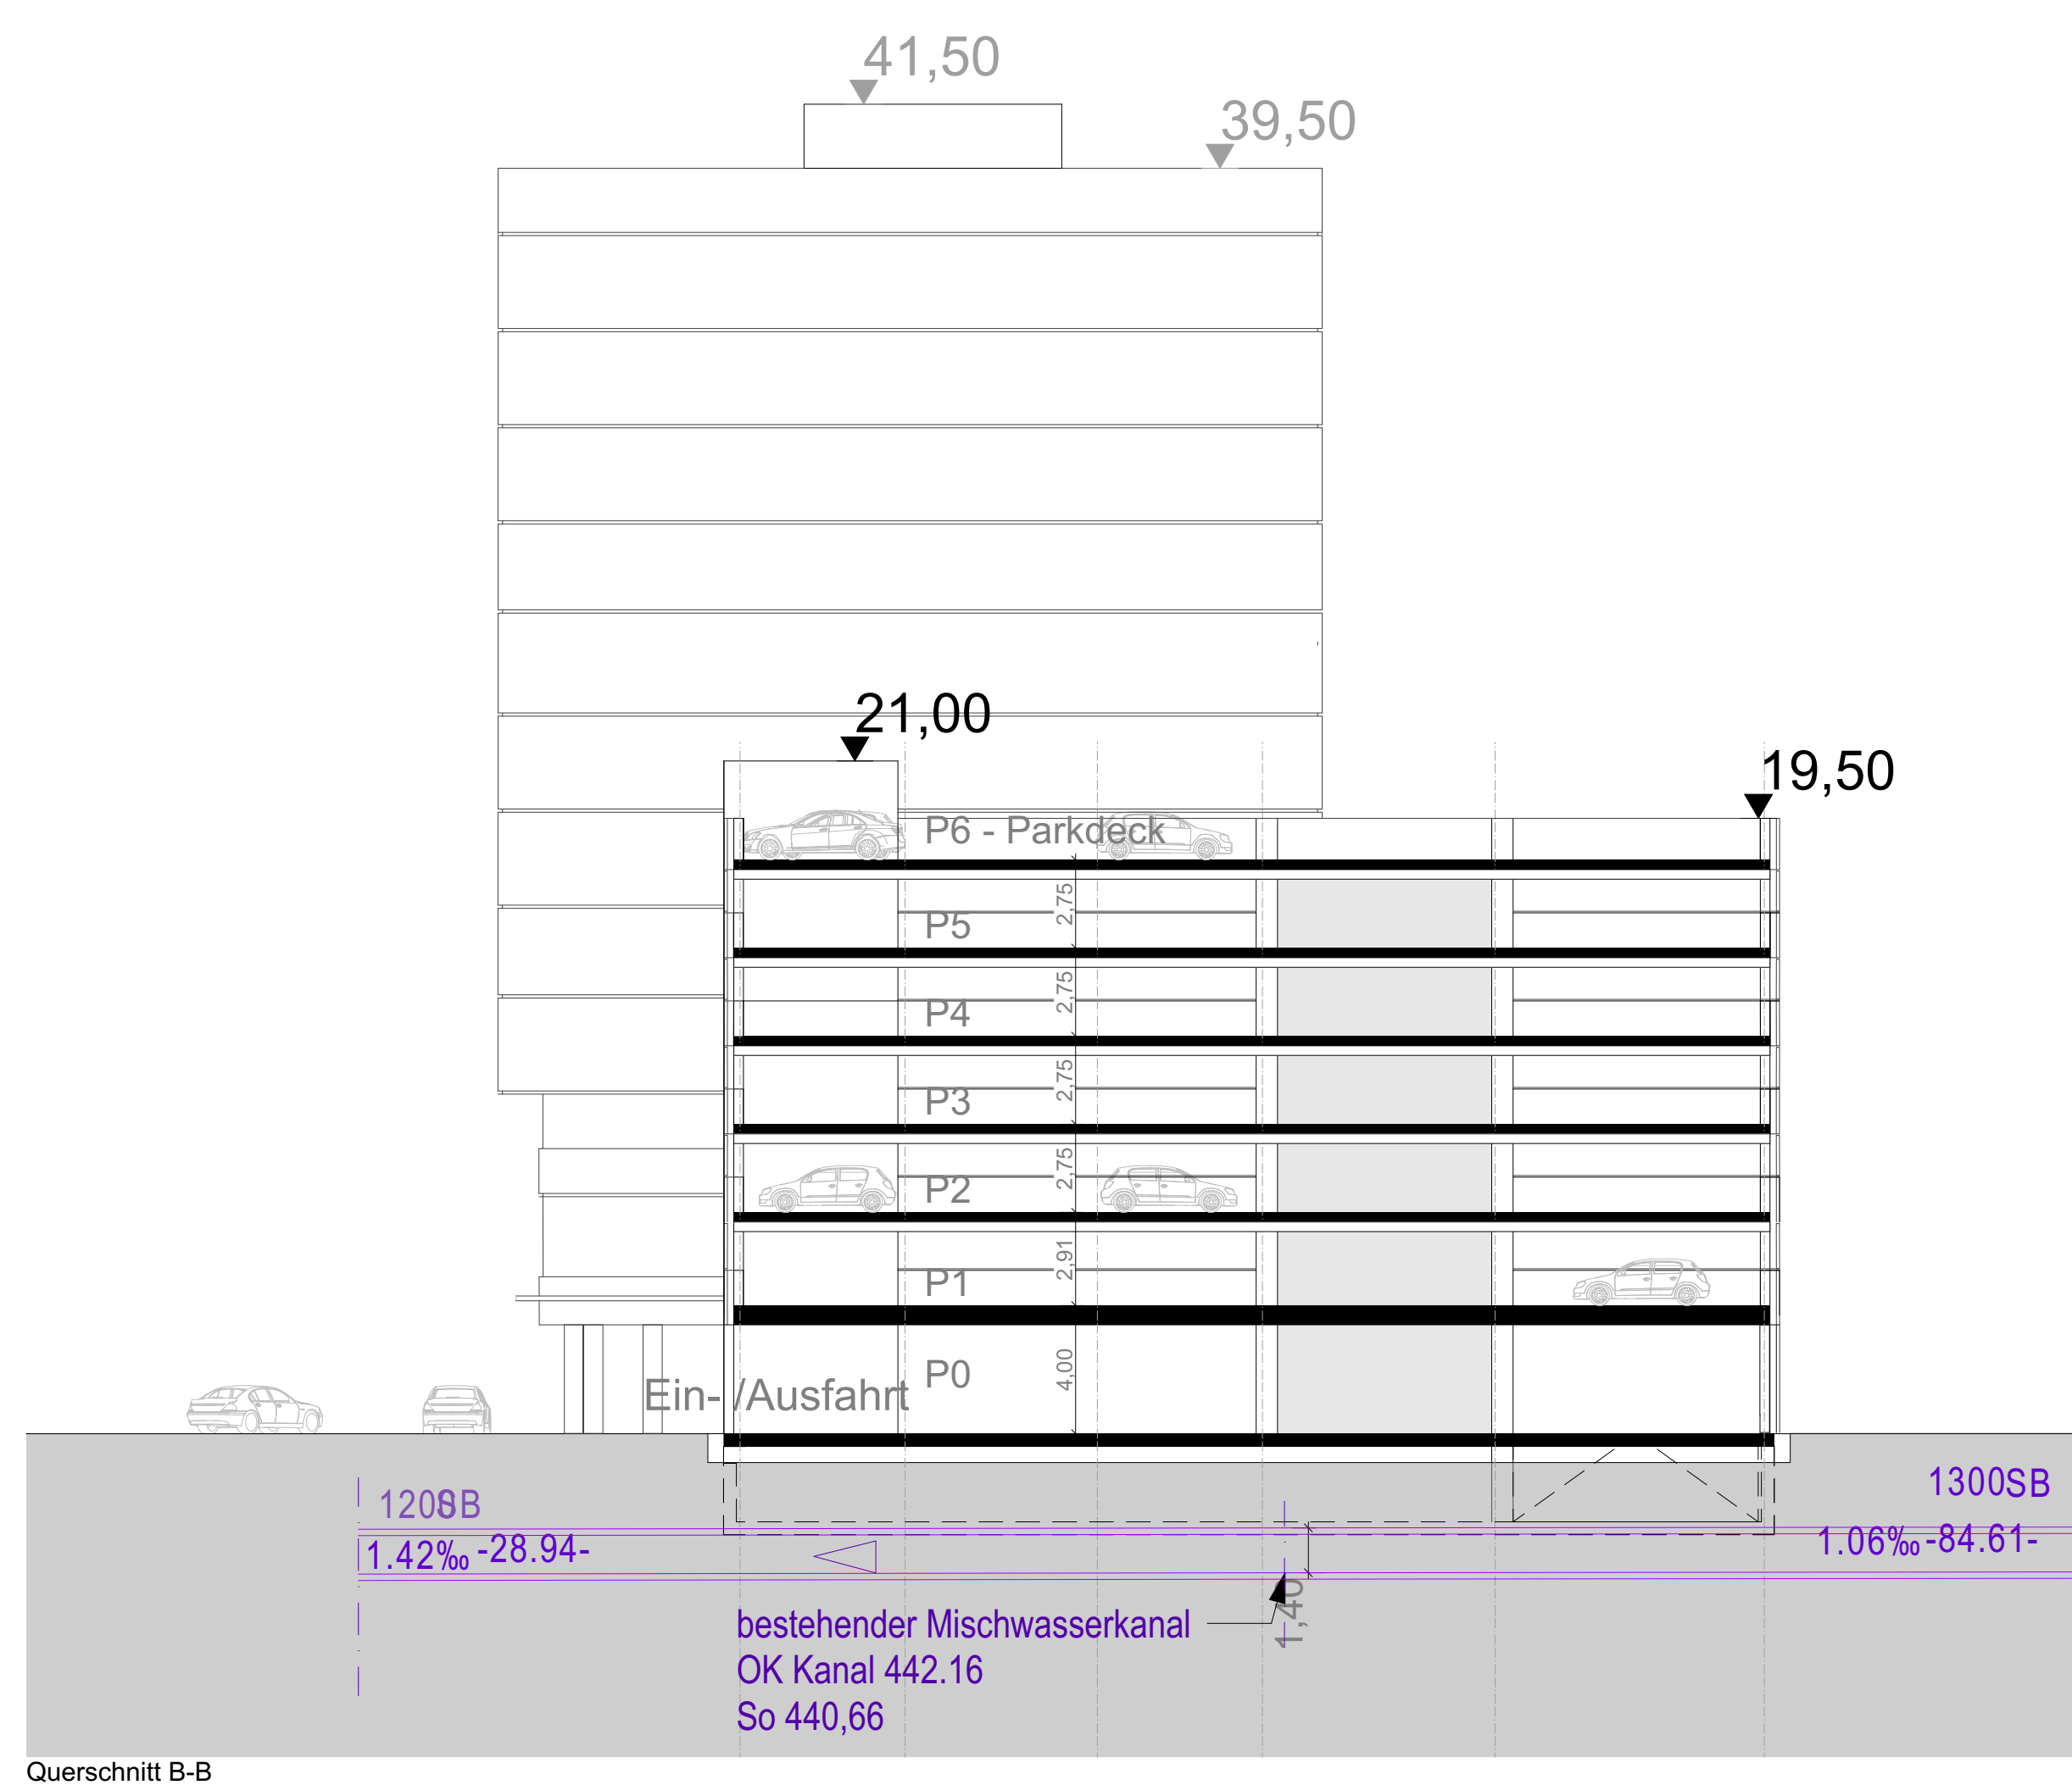 41,50
39,50
21,00
19,50
P6 - Parkdeck
2,75
P5
2,75
P4
2,75
P3
2,75
P2
2,91
P1
4,00
P0
Ein- /Ausfahrt
1200SB
1300SB
1.42‰ -28.94-
1.06‰ -84.61-
1,40
bestehender Mischwasserkanal
OK Kanal 442.16
So 440,66
Querschnitt B-B